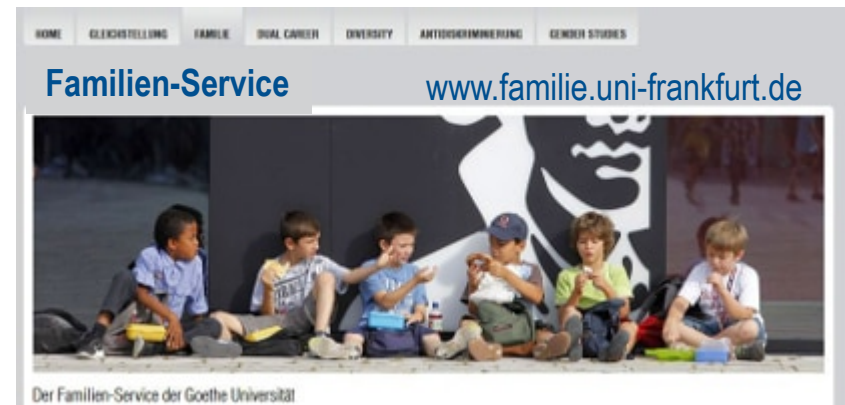 HOME GLEICHSTELLUNG FAMILIE DUAL CAREER DIVERSITY ANTIDISKRIMINIERUNG GENDER STUDIES
Familien-Service www.familie.uni-frankfurt.de
Der Familien-Service der Goethe Universität